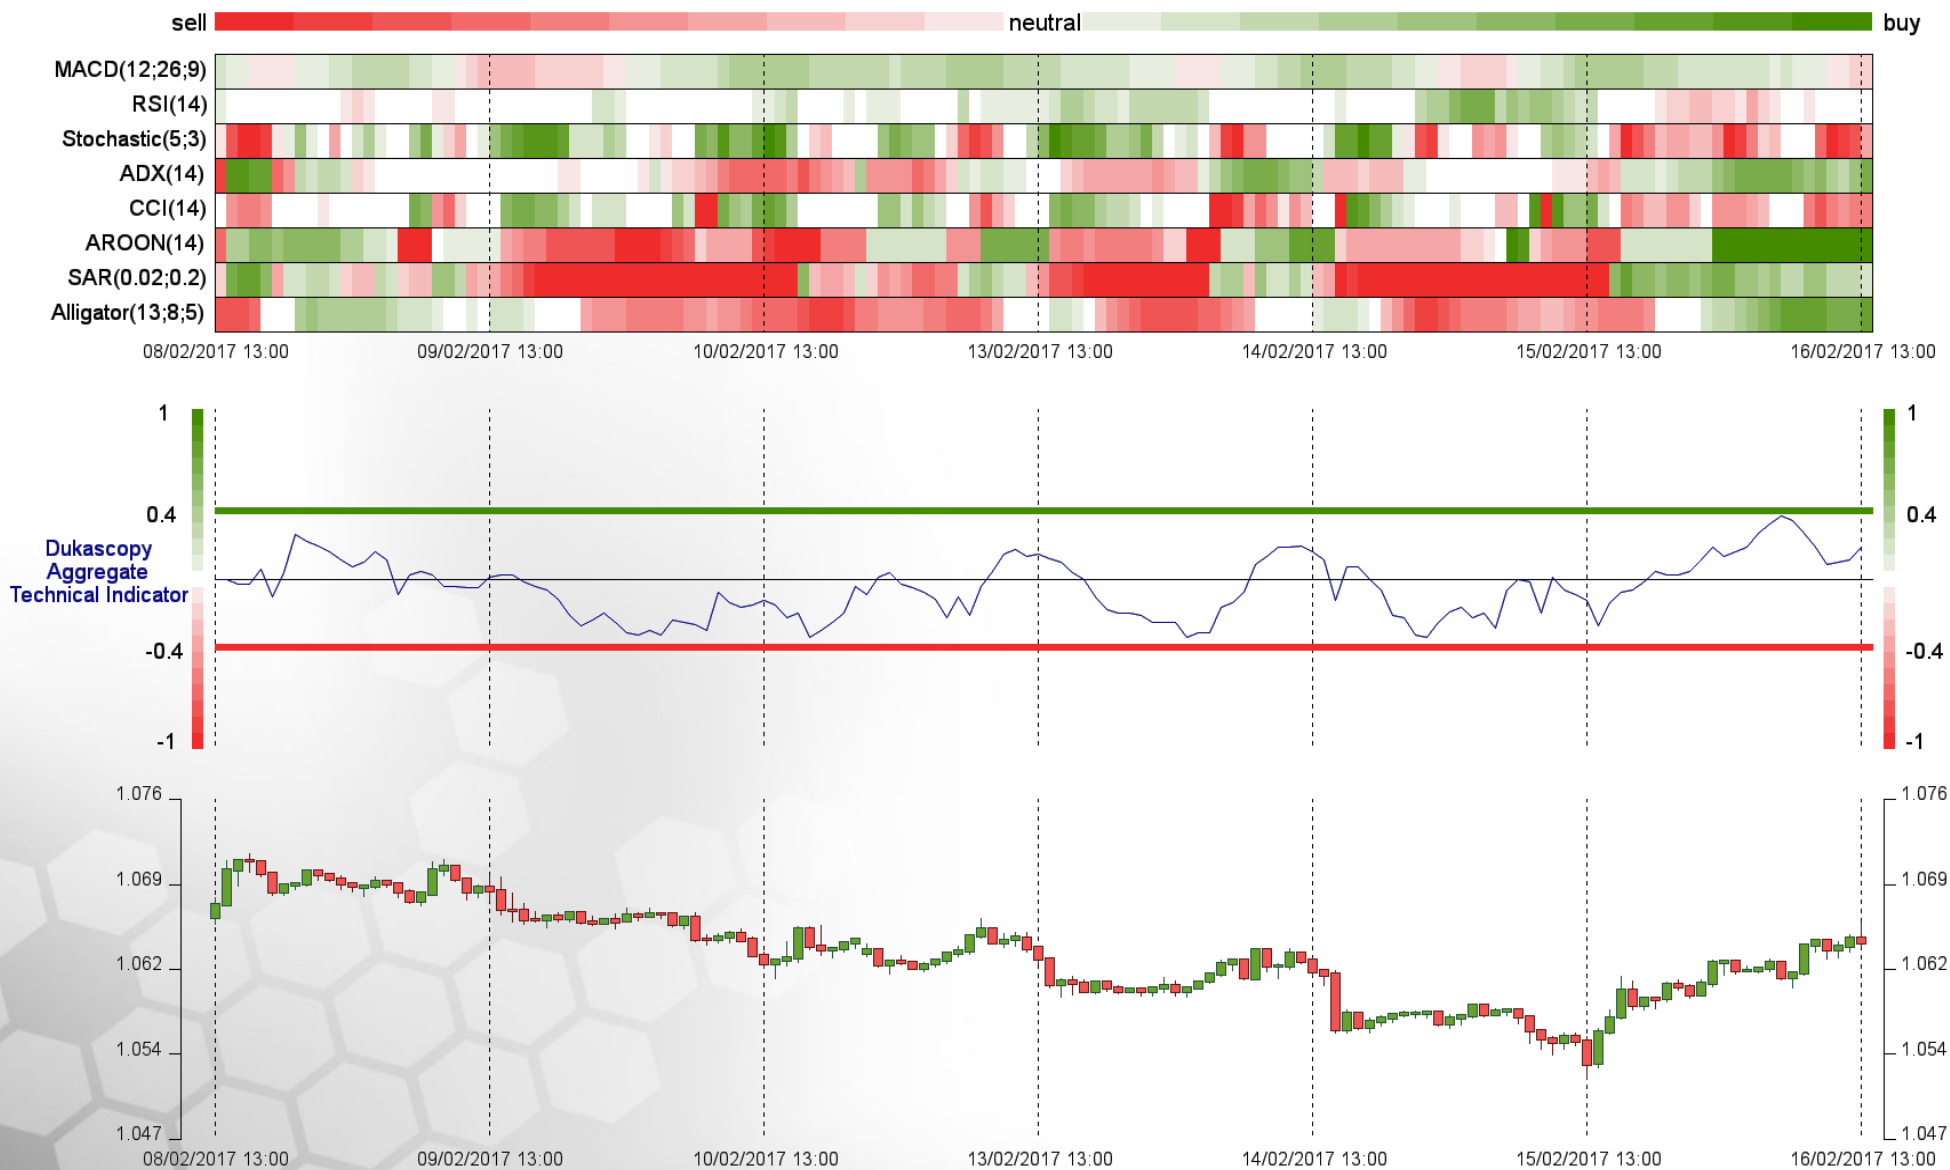 sell neutral buy
MACD(12;26;9)
RSI(14)
Stochastic(5;3)
ADX(14)
CCI(14)
AROON(14)
SAR(0.02;0.2)
Alligator(13;8;5)
08/02/2017 13:00 09/02/2017 13:00 10/02/2017 13:00 13/02/2017 13:00 14/02/2017 13:00 15/02/2017 13:00 16/02/2017 13:00
1 1
0.4 0.4
Dukascopy
Aggregate
Technical Indicator
-0.4 -0.4
-1 -1
1.076 1.076
1.069 1.069
1.062 1.062
1.054 1.054
1.047 1.047
08/02/2017 13:00 09/02/2017 13:00 10/02/2017 13:00 13/02/2017 13:00 14/02/2017 13:00 15/02/2017 13:00 16/02/2017 13:00